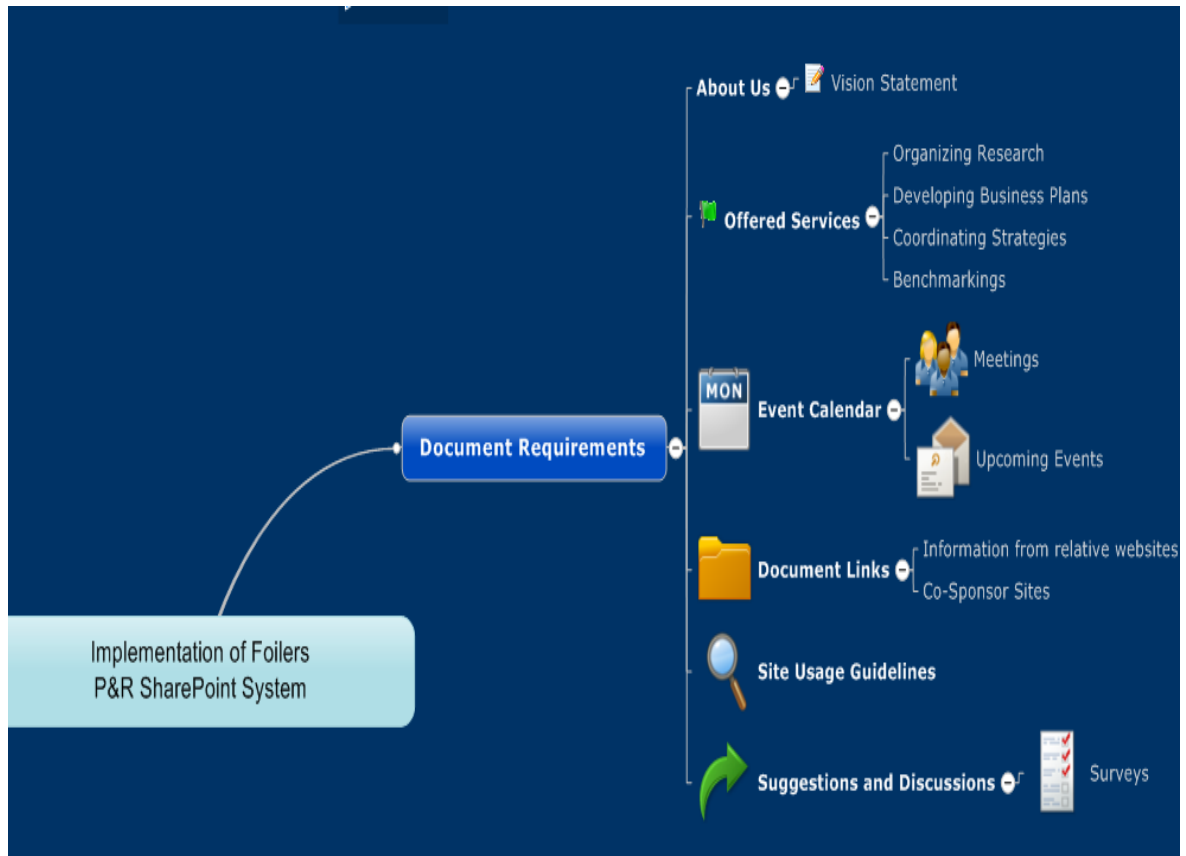 About Us
Vision Statement
Offered Services
Organizing Research
Developing Business Plans
Coordinating Strategies
Benchmarkings
MON
Event Calendar
Meetings
Upcoming Events
Document Requirements
Document Links
Information from relative websites
Co-Sponsor Sites
Implementation of Foilers
P&R SharePoint System
Site Usage Guidelines
Suggestions and Discussions
Surveys